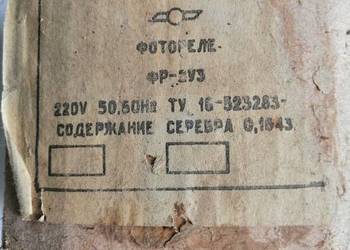 ФОТОРЕЛЕ
ФР-2У3
220V 50,60Hz ТУ 16-523283-
СОДЕРЖАНИЕ СЕРЕБРА 0,1643